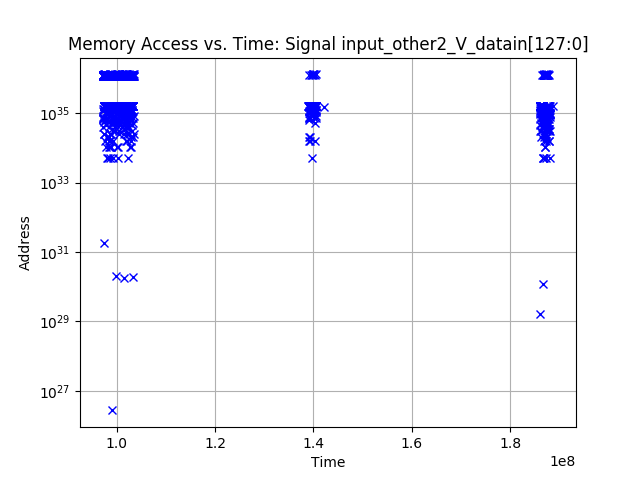 Memory Access vs. Time: Signal input_other2_V_datain[127:0]
Address
10^35
10^33
10^31
10^29
10^27
1.0 1.2 1.4 1.6 1.8
1e8
Time